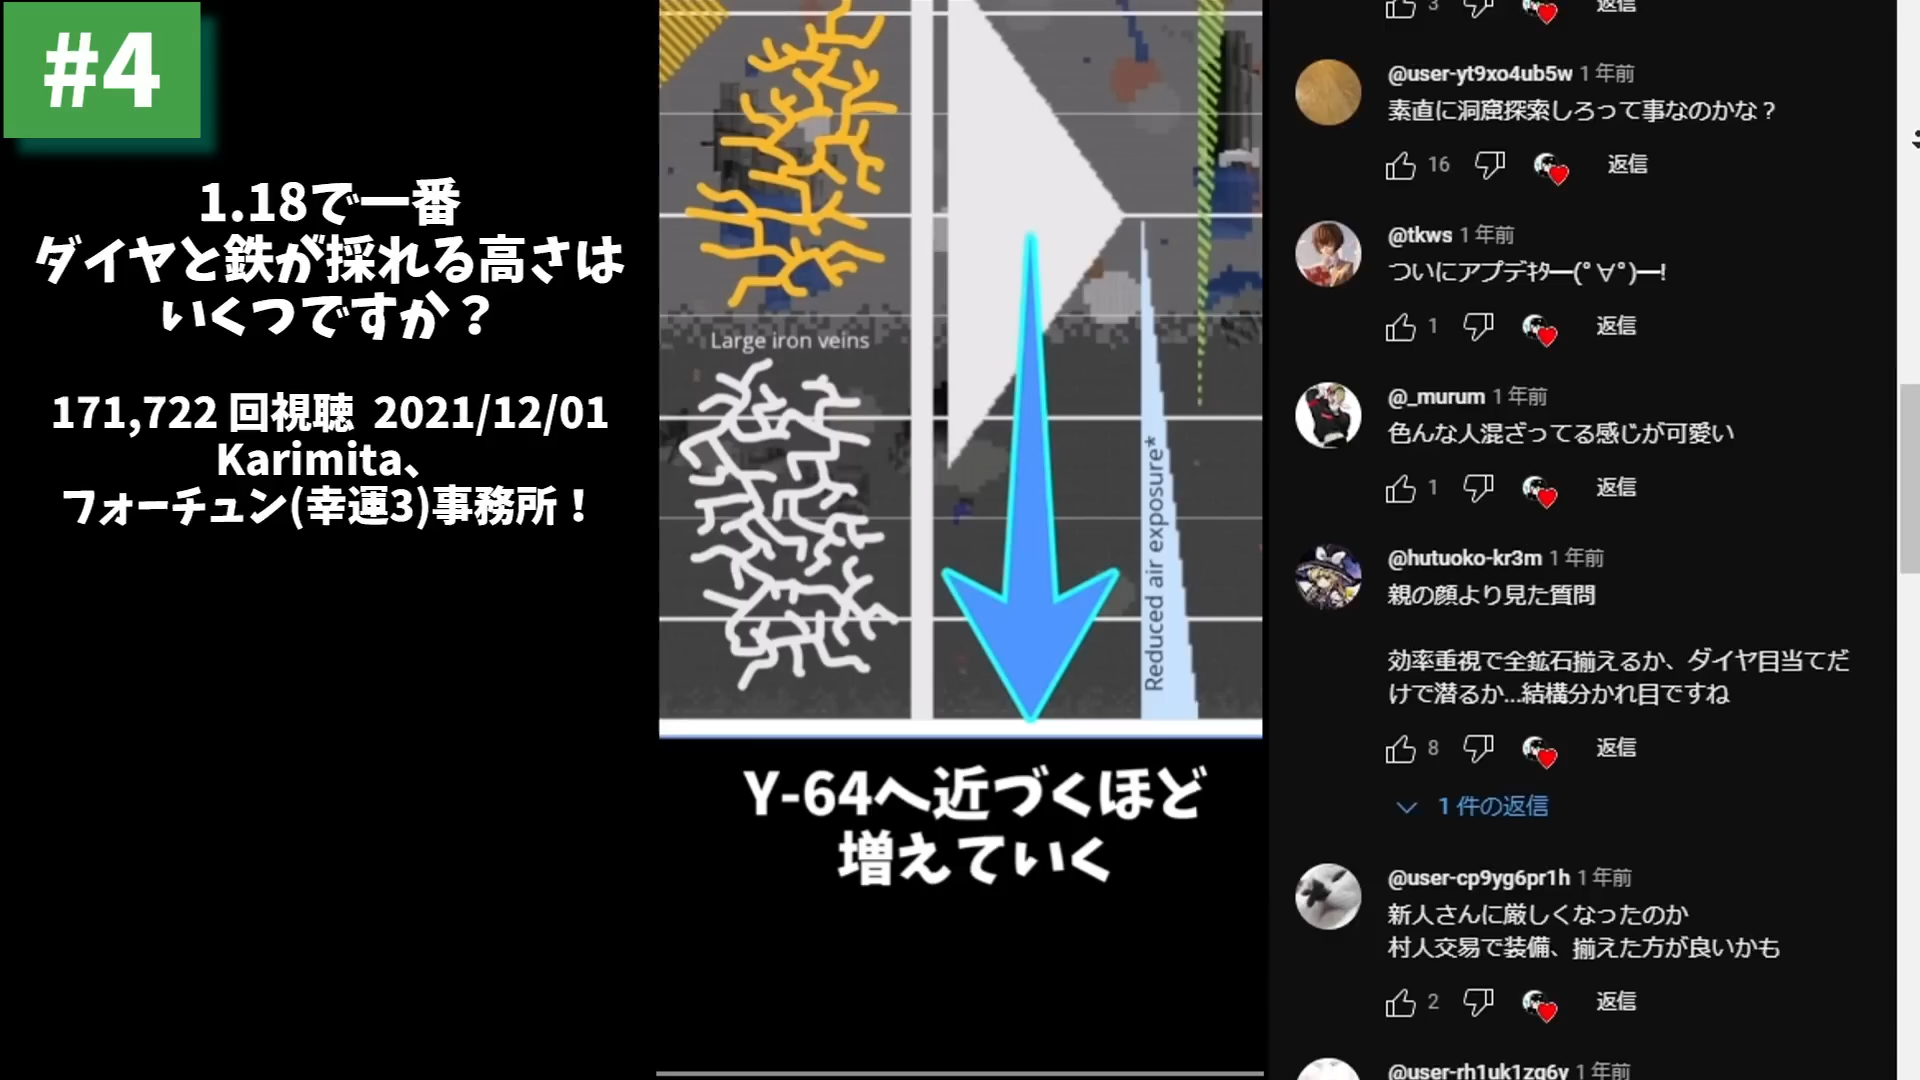 #4
1.18で一番
ダイヤと鉄が採れる高さは
いくつですか？
171,722 回視聴 2021/12/01
Karimita、
フォーチュン(幸運3)事務所！
Large iron veins
Reduced air exposure*
Y-64へ近づくほど
増えていく
3 返信
@user-yt9xo4ub5w 1 年前
素直に洞窟探索しろって事なのかな？
16 返信
@tkws 1 年前
ついにアプデｷﾀ━(ﾟ∀ﾟ)━!
1 返信
@_murum 1 年前
色んな人混ざってる感じが可愛い
1 返信
@hutuoko-kr3m 1 年前
親の顔より見た質問
効率重視で全鉱石揃えるか、ダイヤ目当てだ
けで潜るか...結構分かれ目ですね
8 返信
1 件の返信
@user-cp9yg6pr1h 1 年前
新人さんに厳しくなったのか
村人交易で装備、揃えた方が良いかも
2 返信
@user-rh1uk1zg6y 1 年前